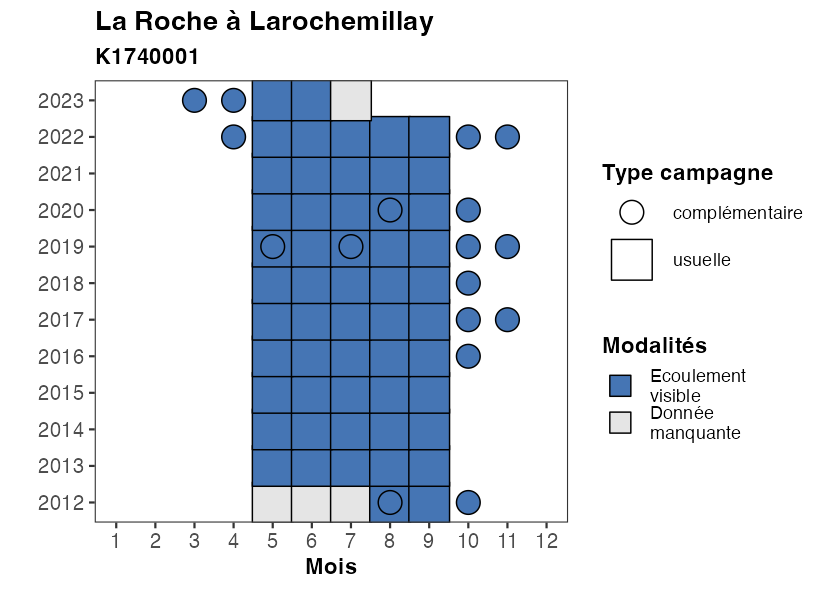 La Roche à Larochemillay
K1740001
2023
2022
2021
2020
2019
2018
2017
2016
2015
2014
2013
2012
1 2 3 4 5 6 7 8 9 10 11 12
Mois
Type campagne
complémentaire
usuelle
Modalités
Ecoulement
visible
Donnée
manquante